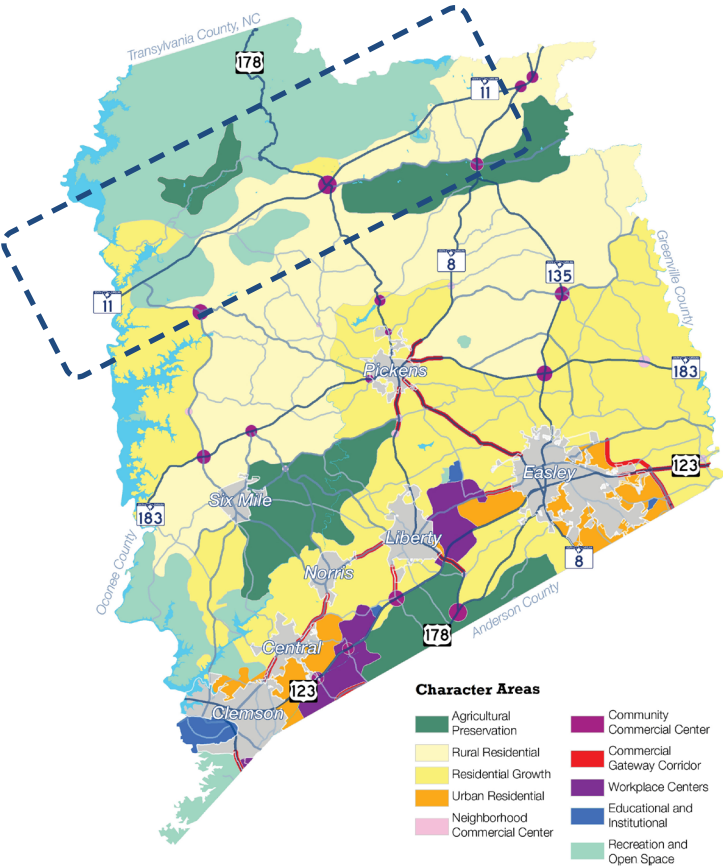 Transylvania County, NC
178
11
Greenville County
8
135
11
Pickens
183
Easley
123
Six Mile
183
Liberty
8
Oconee County
Norris
Anderson County
178
Central
123
Clemson
Character Areas
Agricultural
Preservation
Rural Residential
Residential Growth
Urban Residential
Neighborhood
Commercial Center
Community
Commercial Center
Commercial
Gateway Corridor
Workplace Centers
Educational and
Institutional
Recreation and
Open Space